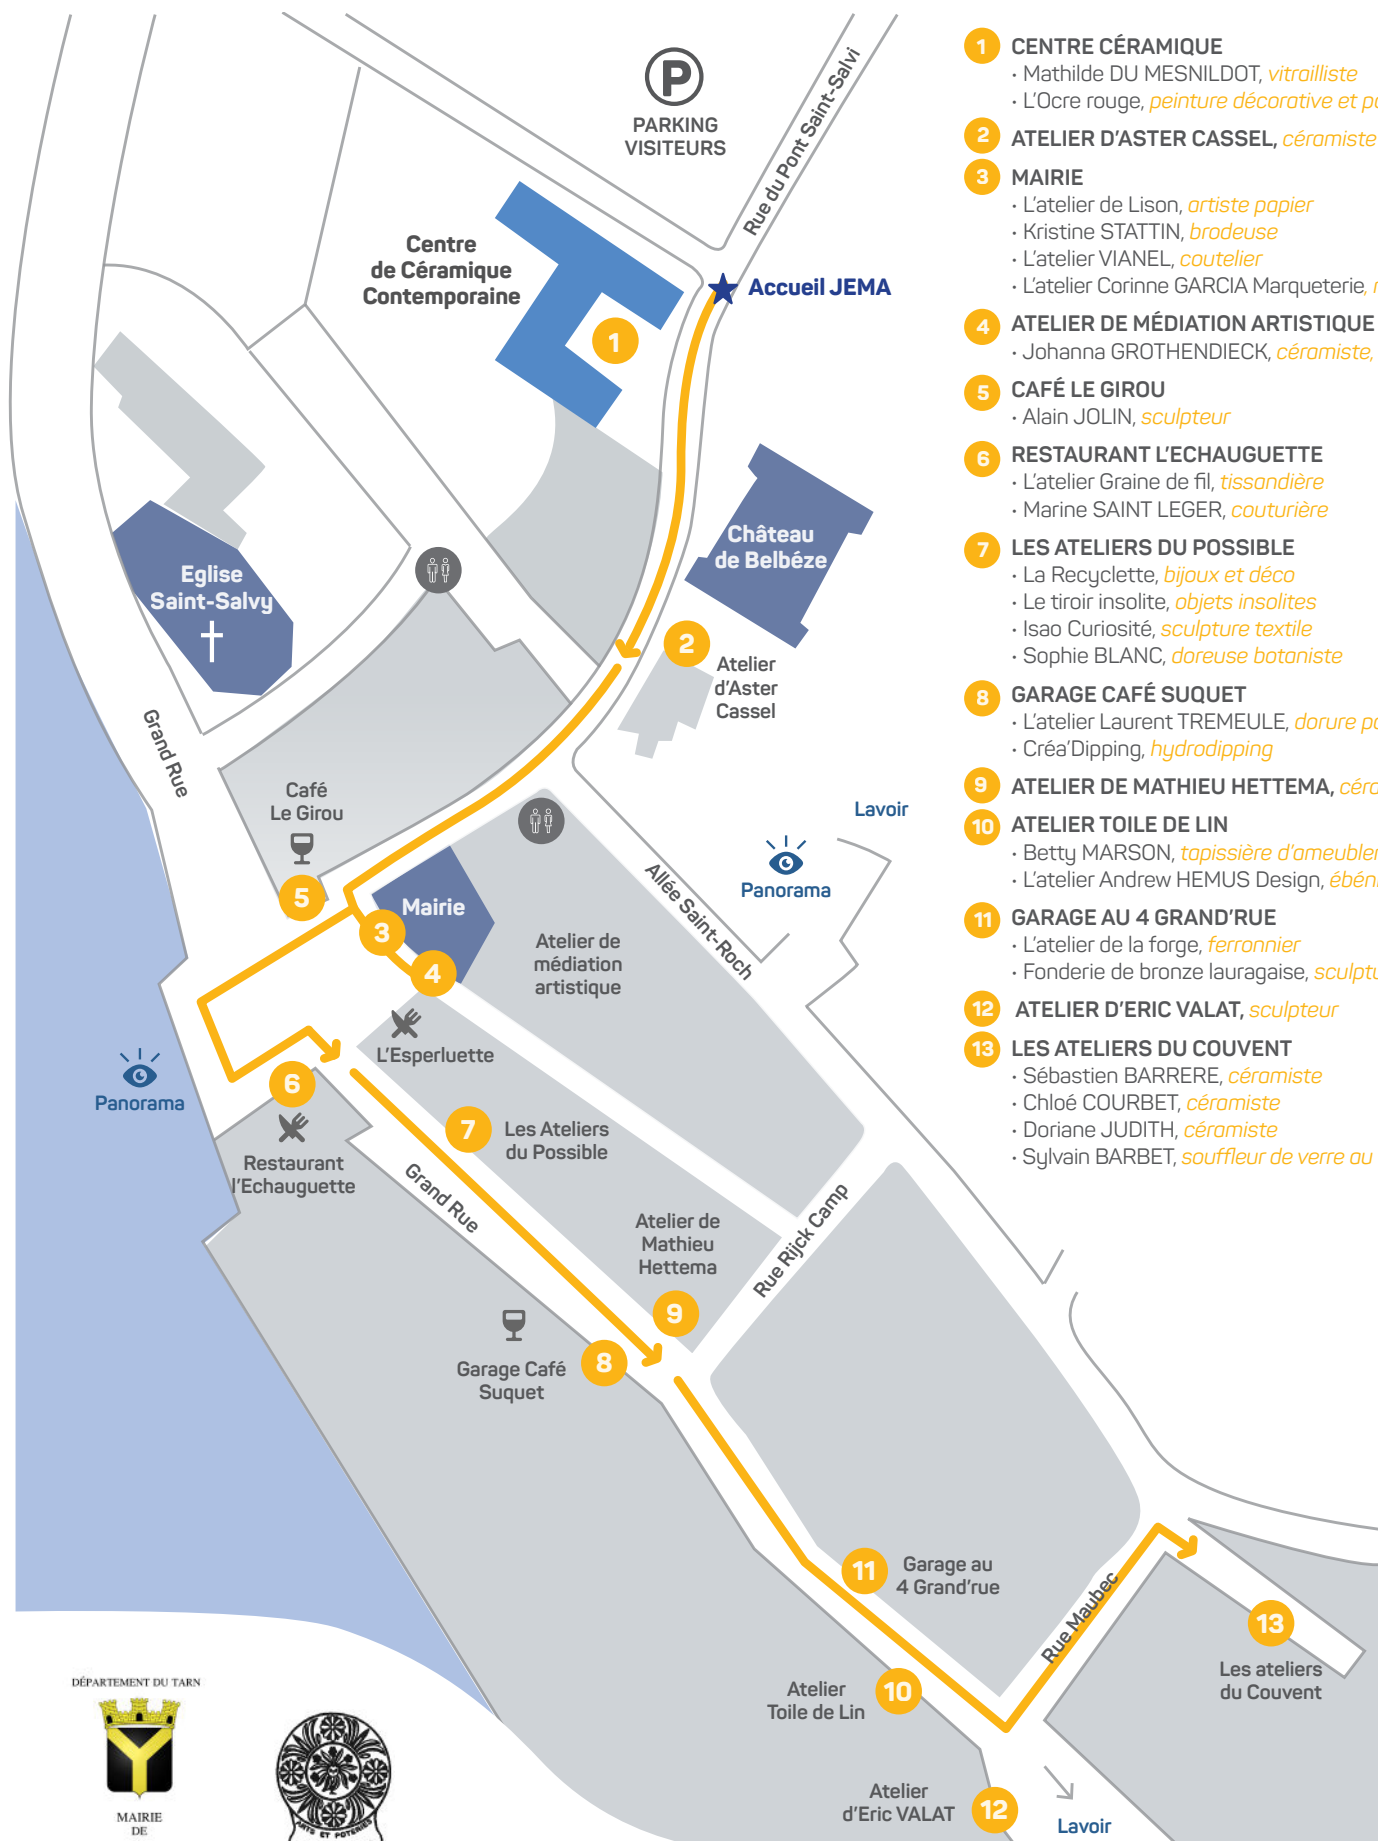 P
PARKING
VISITEURS
Rue du Pont Saint-Salvi
Centre
de Céramique
Contemporaine
1
Accueil JEMA
Château
de Belbéze
Eglise
Saint-Salvy
2
Atelier
d'Aster
Cassel
Grand Rue
Café
Le Girou
5
Lavoir
Panorama
Allée Saint-Roch
Mairie
3
4
Atelier de
médiation
artistique
L'Esperluette
Panorama
6
Restaurant
l'Echauguette
7
Les Ateliers
du Possible
Grand Rue
Atelier de
Mathieu
Hettema
9
Rue Rijck Camp
Garage Café
Suquet
8
11
Garage au
4 Grand'rue
Rue Maubec
13
Les ateliers
du Couvent
Atelier
Toile de Lin
10
Atelier
d'Eric VALAT
12
Lavoir
1 CENTRE CÉRAMIQUE
· Mathilde DU MESNILDOT, vitrailliste
· L'Ocre rouge, peinture décorative et
2 ATELIER D'ASTER CASSEL, céramiste
3 MAIRIE
· L'atelier de Lison, artiste papier
· Kristine STATTIN, brodeuse
· L'atelier VIANEL, coutelier
· L'atelier Corinne GARCIA Marqueterie,
4 ATELIER DE MÉDIATION ARTISTIQUE
· Johanna GROTHENDIECK, céramiste,
5 CAFÉ LE GIROU
· Alain JOLIN, sculpteur
6 RESTAURANT L'ECHAUGUETTE
· L'atelier Graine de fil, tissandière
· Marine SAINT LEGER, couturière
7 LES ATELIERS DU POSSIBLE
· La Recyclette, bijoux et déco
· Le tiroir insolite, objets insolites
· Isao Curiosité, sculpture textile
· Sophie BLANC, doreuse botaniste
8 GARAGE CAFÉ SUQUET
· L'atelier Laurent TREMEULE, dorure
· Créa'Dipping, hydrodipping
9 ATELIER DE MATHIEU HETTEMA,
10 ATELIER TOILE DE LIN
· Betty MARSON, tapissière
· L'atelier Andrew HEMUS Design,
11 GARAGE AU 4 GRAND'RUE
· L'atelier de la forge, ferronnier
· Fonderie de bronze lauragaise,
12 ATELIER D'ERIC VALAT, sculpteur
13 LES ATELIERS DU COUVENT
· Sébastien BARRERE, céramiste
· Chloé COURBET, céramiste
· Doriane JUDITH, céramiste
· Sylvain BARBET, souffleur de verre au
DÉPARTEMENT DU TARN
MAIRIE
DE
ARTS ET POTERIES